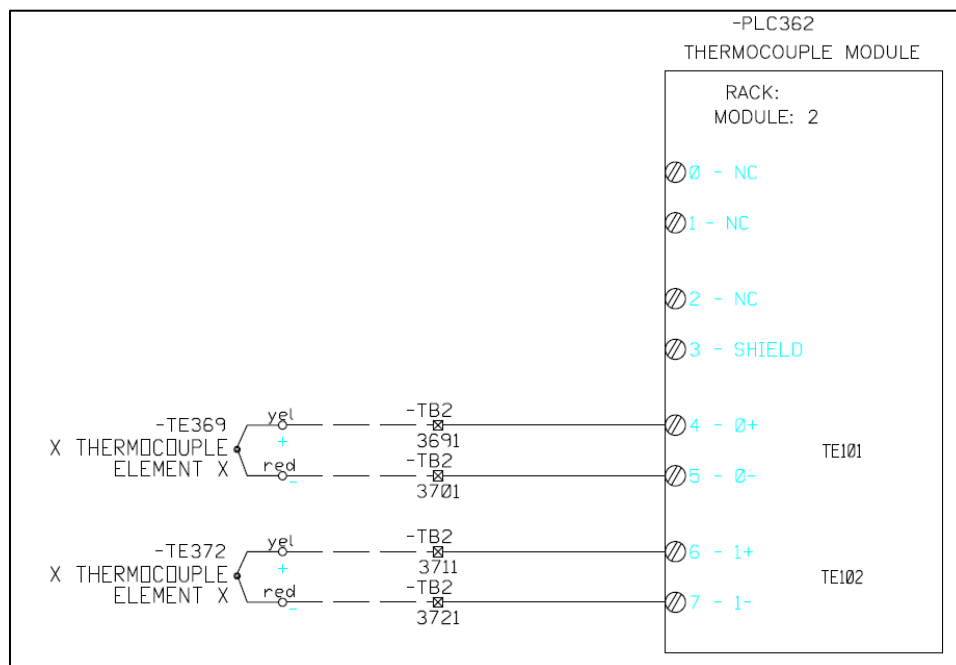 -PLC362
THERMOCOUPLE MODULE
RACK:
MODULE: 2
0 - NC
1 - NC
2 - NC
3 - SHIELD
-TE369
X THERMOCOUPLE
ELEMENT X
yel
+
red
-
-TB2
3691
-TB2
3701
4 - 0+
5 - 0-
TE101
-TE372
X THERMOCOUPLE
ELEMENT X
yel
+
red
-
-TB2
3711
-TB2
3721
6 - 1+
7 - 1-
TE102